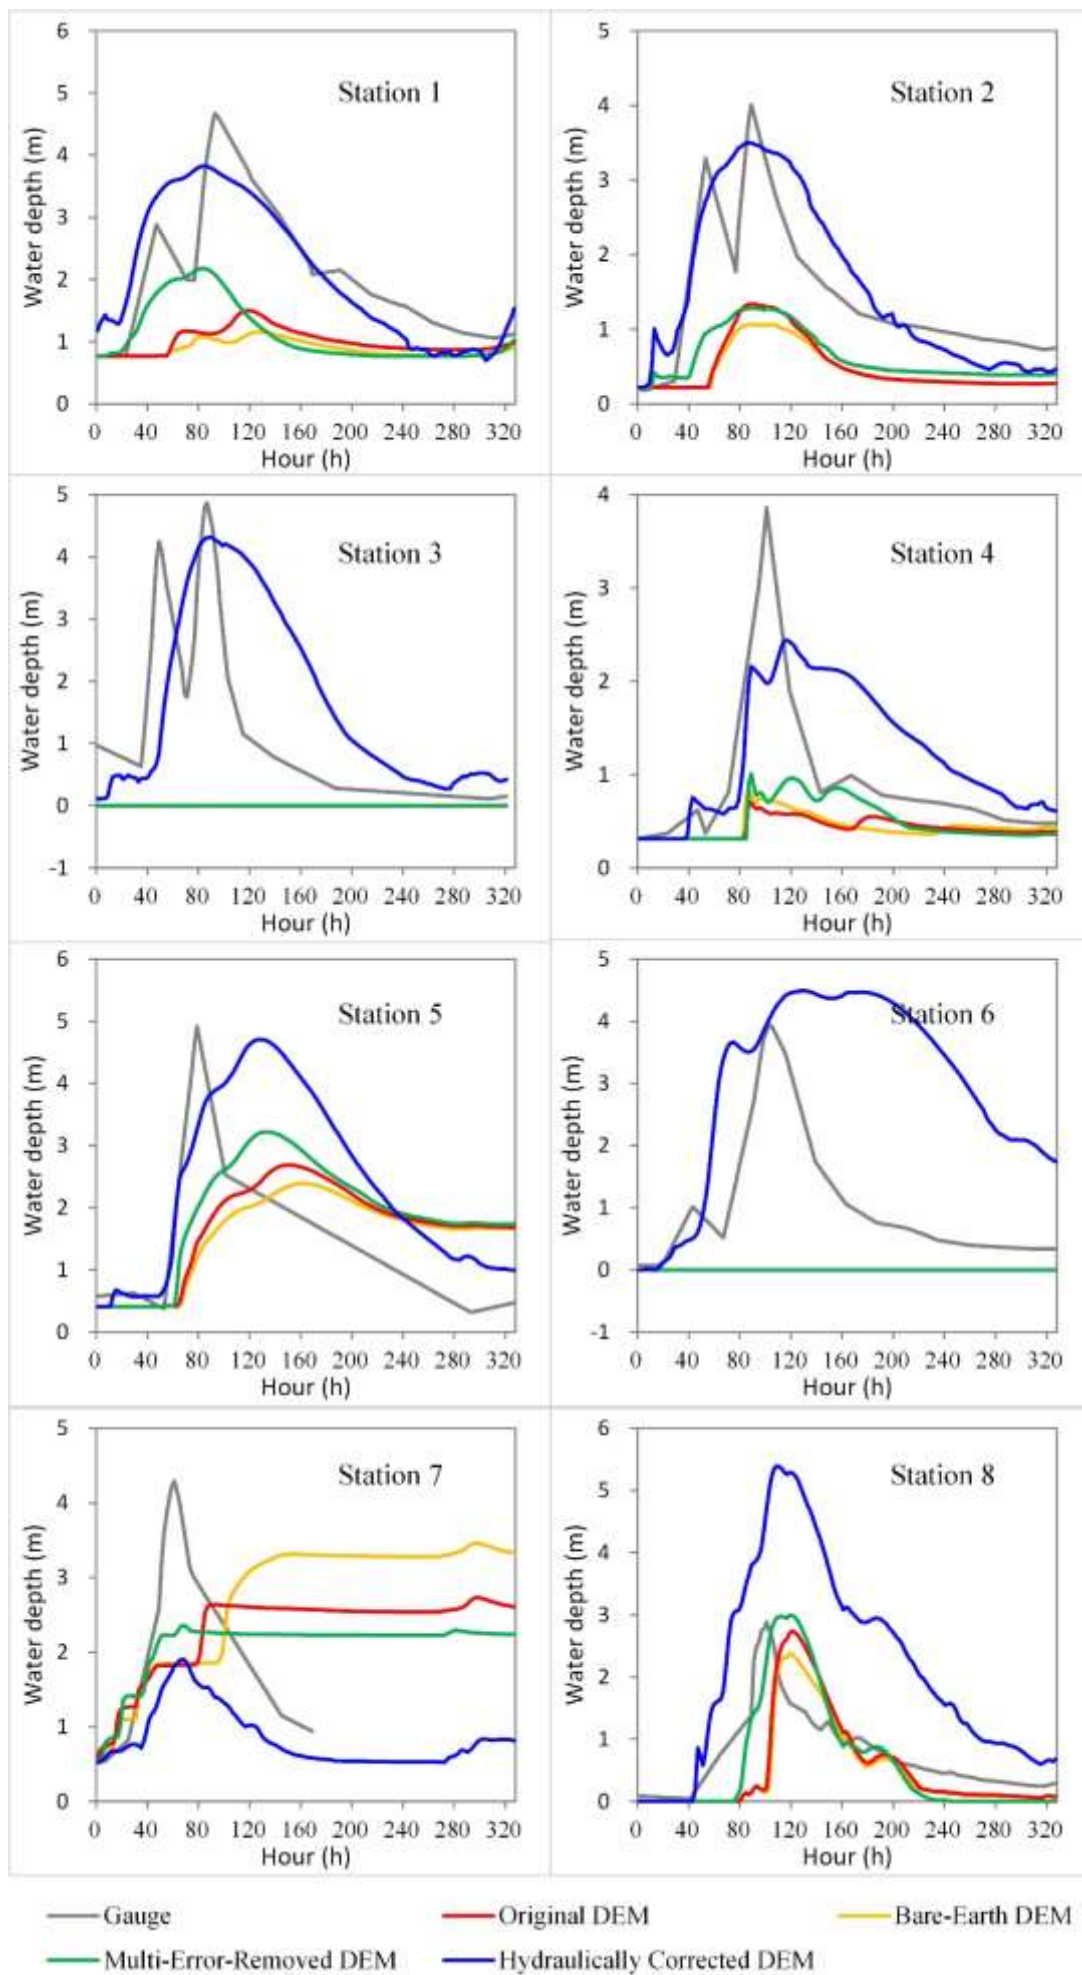 Station 1
Water depth (m)
6
5
4
3
2
1
0
0 40 80 120 160 200 240 280 320
Hour (h)
Station 2
Water depth (m)
5
4
3
2
1
0
0 40 80 120 160 200 240 280 320
Hour (h)
Station 3
Water depth (m)
5
4
3
2
1
0
-1
0 40 80 120 160 200 240 280 320
Hour (h)
Station 4
Water depth (m)
4
3
2
1
0
0 40 80 120 160 200 240 280 320
Hour (h)
Station 5
Water depth (m)
6
5
4
3
2
1
0
0 40 80 120 160 200 240 280 320
Hour (h)
Station 6
Water depth (m)
5
4
3
2
1
0
-1
0 40 80 120 160 200 240 280 320
Hour (h)
Station 7
Water depth (m)
5
4
3
2
1
0
0 40 80 120 160 200 240 280 320
Hour (h)
Station 8
Water depth (m)
6
5
4
3
2
1
0
0 40 80 120 160 200 240 280 320
Hour (h)
Gauge Original DEM Bare-Earth DEM
Multi-Error-Removed DEM Hydraulically Corrected DEM